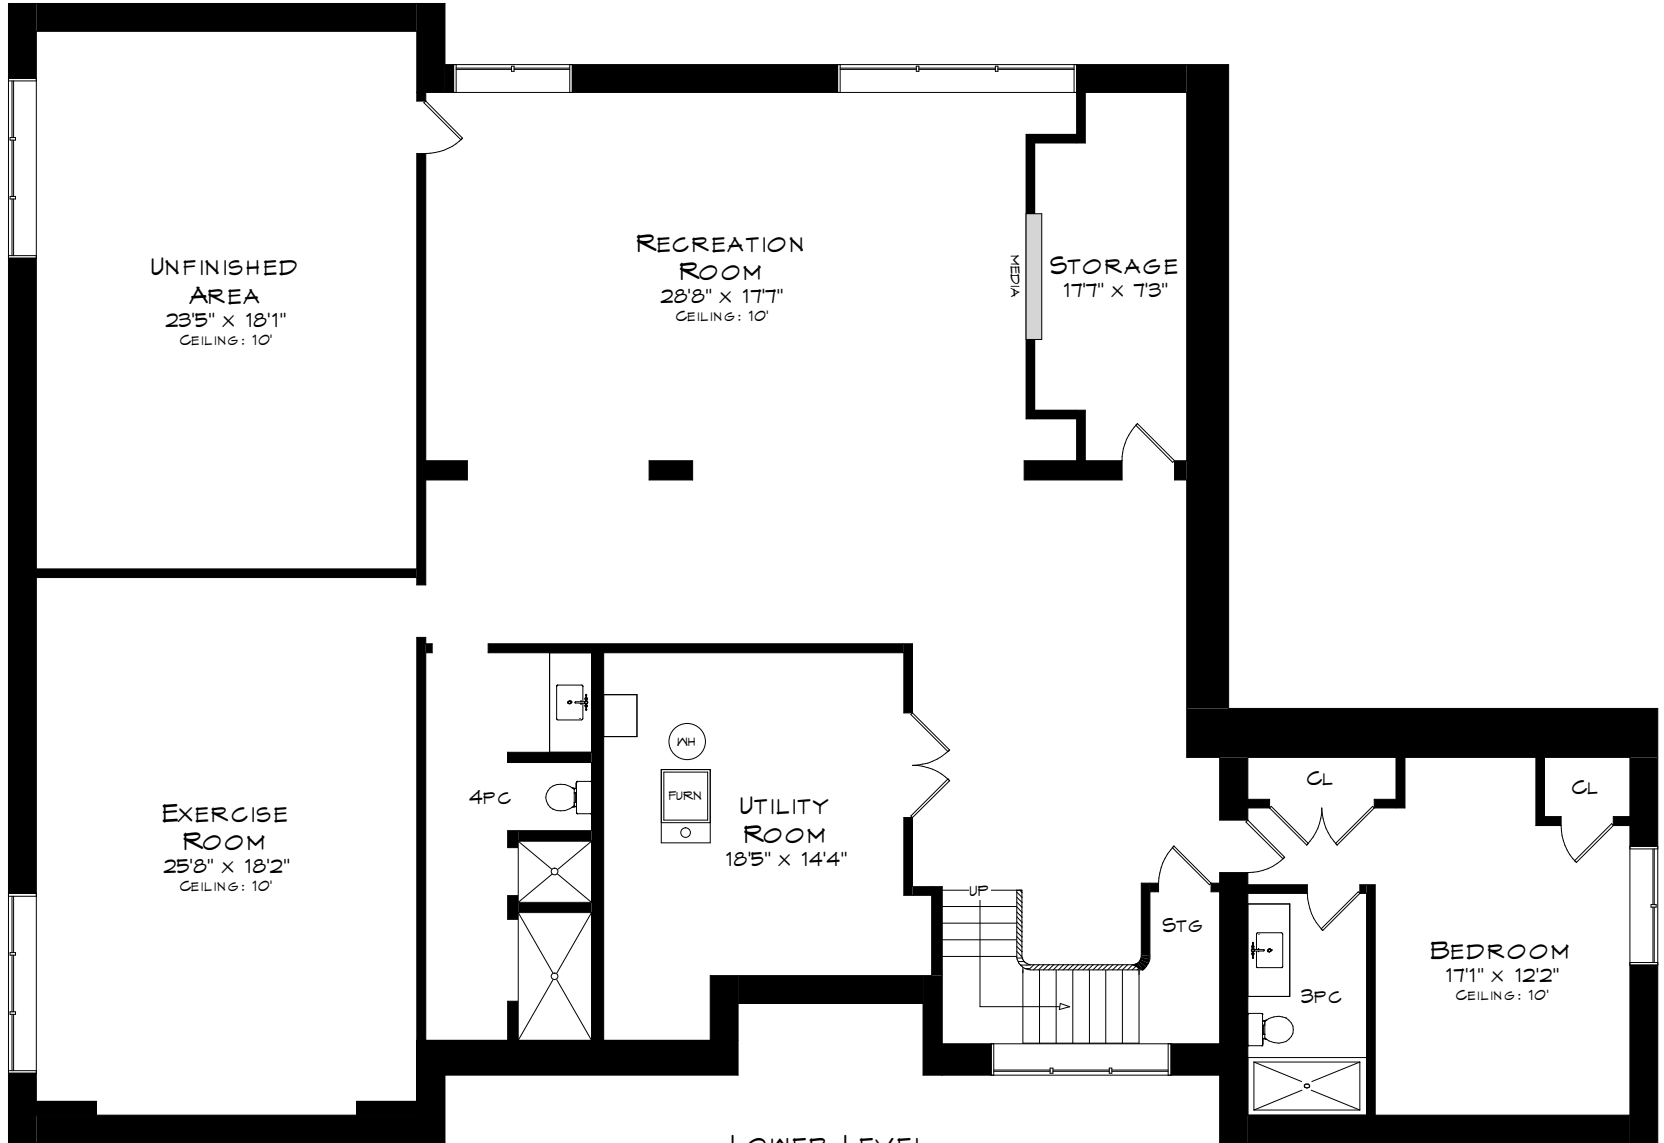 UNFINISHED
AREA
23'5" X 18'1"
CEILING: 10'
RECREATION
ROOM
28'8" X 17'7"
CEILING: 10'
MEDIA
STORAGE
17'7" X 7'3"
EXERCISE
ROOM
25'8" X 18'2"
CEILING: 10'
4PC
WH
FURN
UTILITY
ROOM
18'5" X 14'4"
UP
STG
CL
CL
3PC
BEDROOM
17'1" X 12'2"
CEILING: 10'
LOWER LEVEL